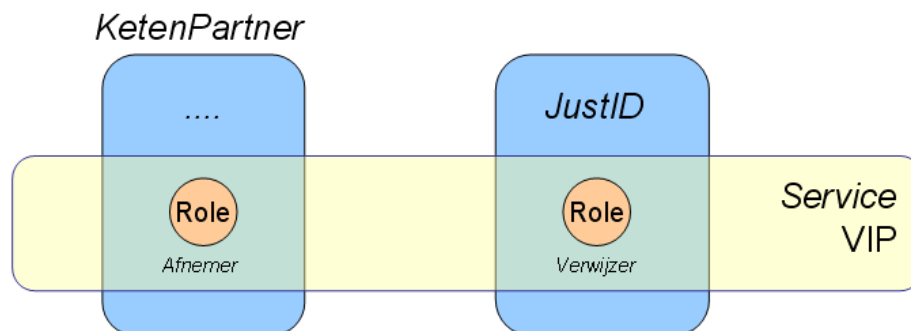 KetenPartner
....
JustID
Role
Role
Service
VIP
Afnemer
Verwijzer